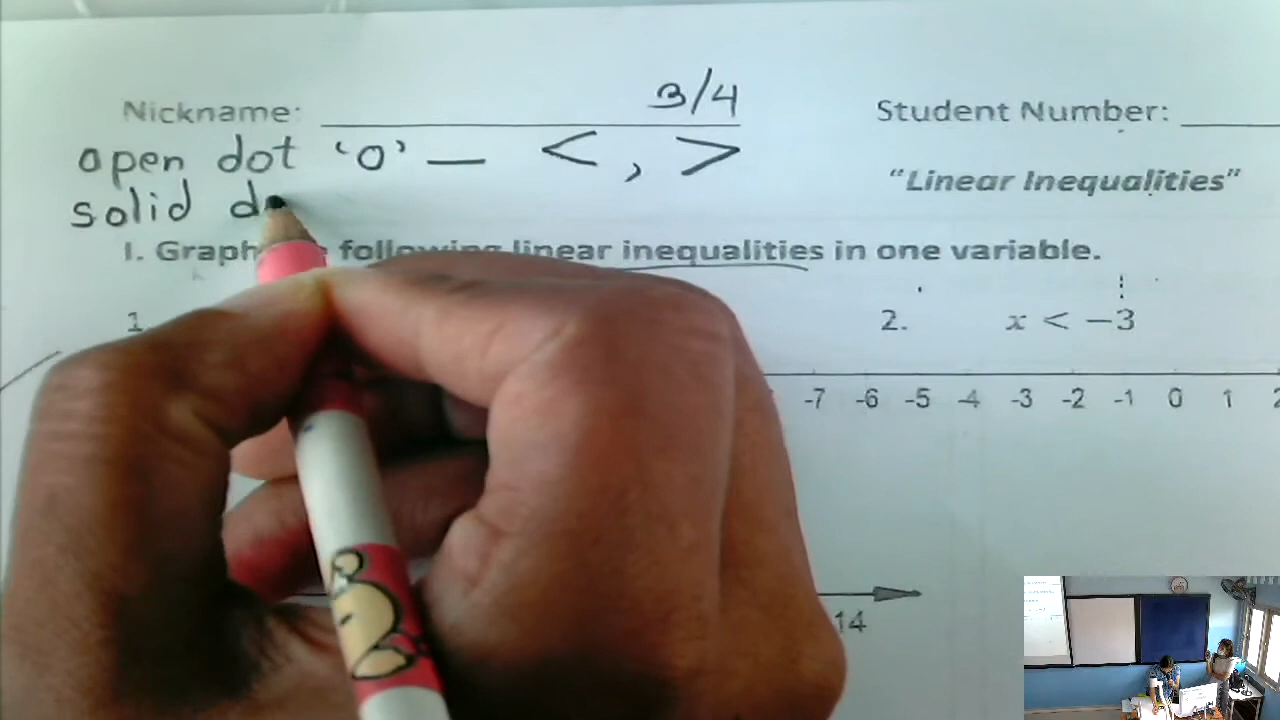 3/4
Nickname: Student Number:
open dot 'o' — < , >
"Linear Inequalities"
solid d
I. Graph following linear inequalities in one variable.
1. 2. x < −3
-7 -6 -5 -4 -3 -2 -1 0 1 2
14